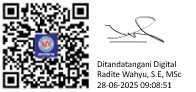 Ditandatangani Digital
Radite Wahyu, S.E, MSc
28-06-2025 09:08:51